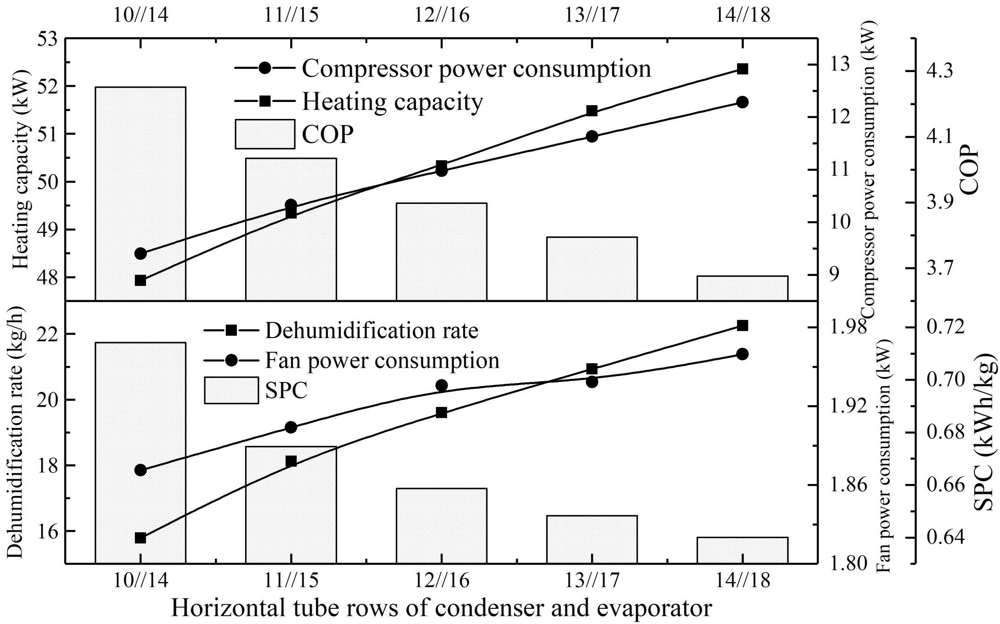 10//14 11//15 12//16 13//17 14//18
Heating capacity (kW)
53
52
51
50
49
48
Compressor power consumption
Heating capacity
COP
13
12
11
10
9
Compressor power consumption (kW)
4.3
4.1
3.9
3.7
COP
Dehumidification rate (kg/h)
22
20
18
16
Dehumidification rate
Fan power consumption
SPC
1.98
1.92
1.86
1.80
Fan power consumption (kW)
0.72
0.70
0.68
0.66
0.64
SPC (kWh/kg)
10//14 11//15 12//16 13//17 14//18
Horizontal tube rows of condenser and evaporator